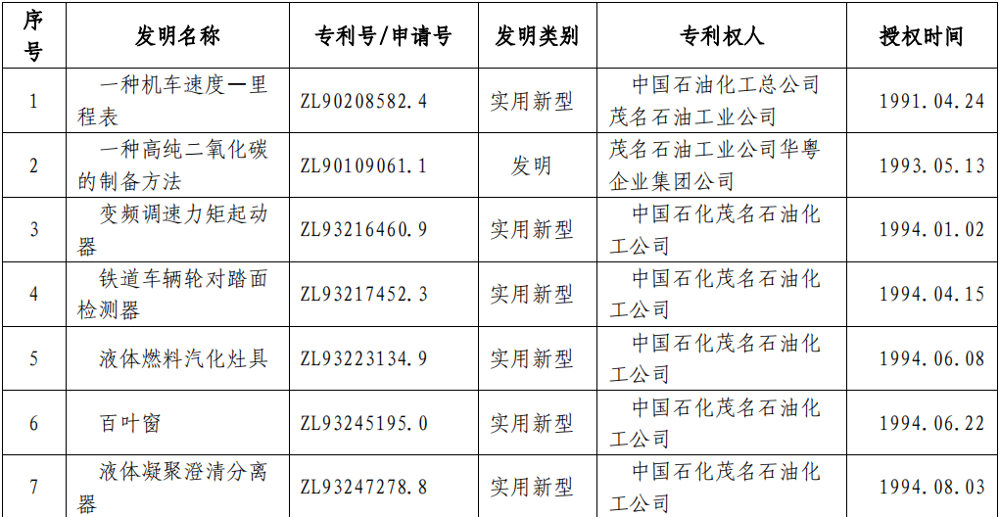 序号 发明名称 专利号/申请号 发明类别 专利权人 授权时间
1 一种机车速度—里程表 ZL90208582.4 实用新型 中国石油化工总公司茂名石油工业公司 1991.04.24
2 一种高纯二氧化碳的制备方法 ZL90109061.1 发明 茂名石油工业公司华粤企业集团公司 1993.05.13
3 变频调速力矩起动器 ZL93216460.9 实用新型 中国石化茂名石油化工公司 1994.01.02
4 铁道车辆轮对踏面检测器 ZL93217452.3 实用新型 中国石化茂名石油化工公司 1994.04.15
5 液体燃料汽化灶具 ZL93223134.9 实用新型 中国石化茂名石油化工公司 1994.06.08
6 百叶窗 ZL93245195.0 实用新型 中国石化茂名石油化工公司 1994.06.22
7 液体凝聚澄清分离器 ZL93247278.8 实用新型 中国石化茂名石油化工公司 1994.08.03